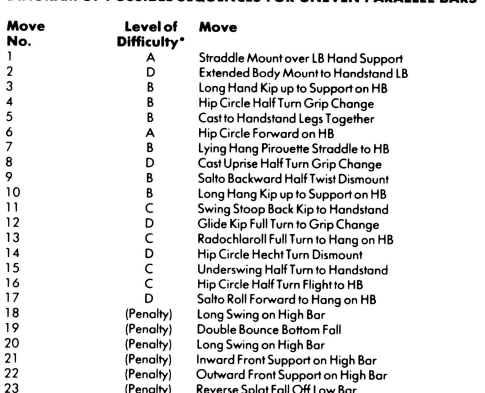 DIAGRAM OF POSSIBLE SEQUENCES FOR UNEVEN PARALLEL BARS
Move Level of Move
No. Difficulty*
1 A Straddle Mount over LB Hand Support
2 D Extended Body Mount to Handstand LB
3 B Long Hand Kip up to Support on HB
4 B Hip Circle Half Turn Grip Change
5 B Cast to Handstand Legs Together
6 A Hip Circle Forward on HB
7 B Lying Hang Pirouette Straddle to HB
8 D Cast Uprise Half Turn Grip Change
9 B Salto Backward Half Twist Dismount
10 B Long Hang Kip up to Support on HB
11 C Swing Stoop Back Kip to Handstand
12 D Glide Kip Full Turn to Grip Change
13 C Radochlaroll Full Turn to Hang on HB
14 D Hip Circle Hecht Turn Dismount
15 C Underswing Half Turn to Handstand
16 C Hip Circle Half Turn Flight to HB
17 D Salto Roll Forward to Hang on HB
18 (Penalty) Long Swing on High Bar
19 (Penalty) Double Bounce Bottom Fall
20 (Penalty) Long Swing on High Bar
21 (Penalty) Inward Front Support on High Bar
22 (Penalty) Outward Front Support on High Bar
23 (Penalty) Reverse Splat Fall Off Low Bar